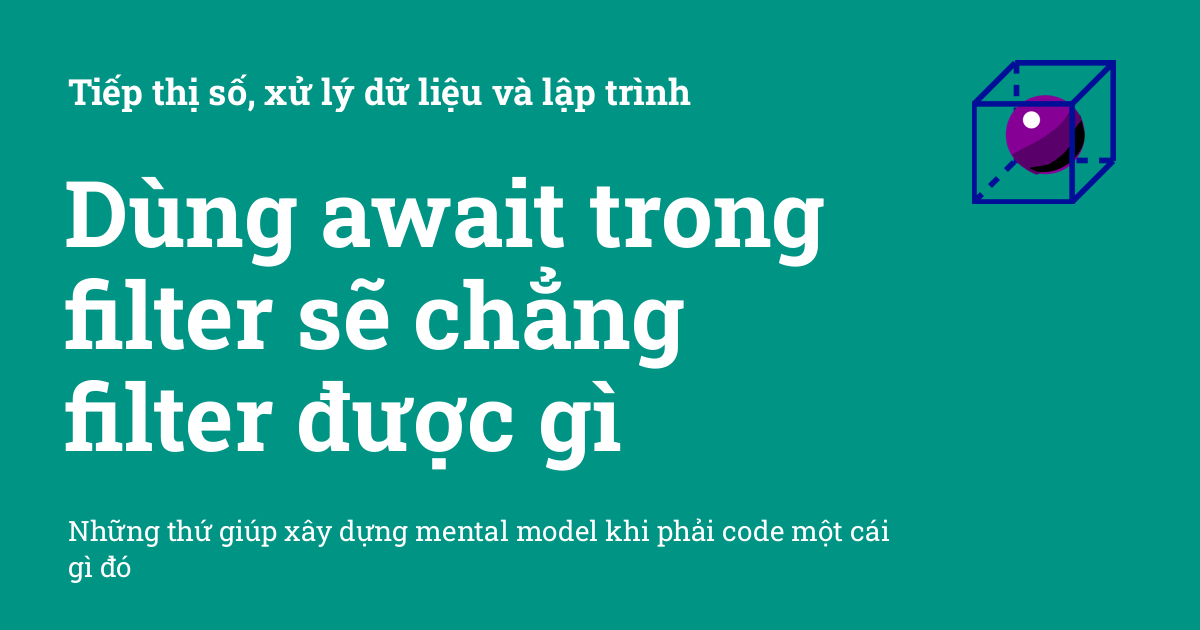 Tiếp thị số, xử lý dữ liệu và lập trình
Dùng await trong
filter sẽ chẳng
filter được gì
Những thứ giúp xây dựng mental model khi phải code một cái
gì đó